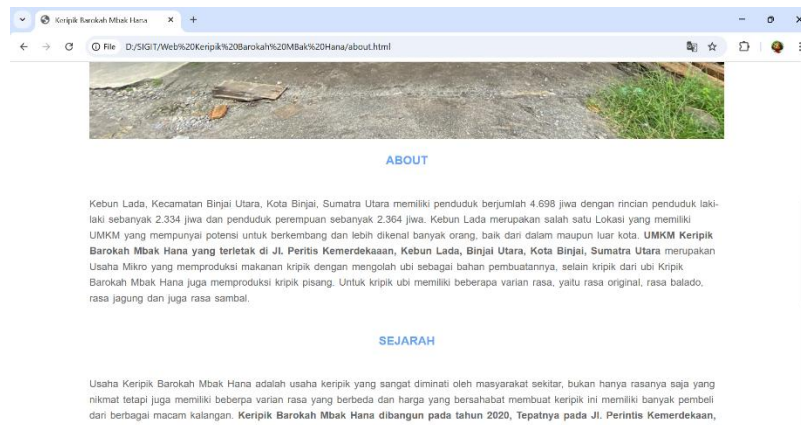 Keripik Barokah Mbak Hana
File D:/SIGIT/Web%20Keripik%20Barokah%20MBak%20Hana/about.html
ABOUT
Kebun Lada, Kecamatan Binjai Utara, Kota Binjai, Sumatra Utara memiliki penduduk berjumlah 4.698 jiwa dengan rincian penduduk laki-
laki sebanyak 2.334 jiwa dan penduduk perempuan sebanyak 2.364 jiwa. Kebun Lada merupakan salah satu Lokasi yang memiliki
UMKM yang mempunyai potensi untuk berkembang dan lebih dikenal banyak orang, baik dari dalam maupun luar kota. UMKM Keripik
Barokah Mbak Hana yang terletak di Jl. Peritis Kemerdekaaan, Kebun Lada, Binjai Utara, Kota Binjai, Sumatra Utara merupakan
Usaha Mikro yang memproduksi makanan kripik dengan mengolah ubi sebagai bahan pembuatannya, selain kripik dari ubi Kripik
Barokah Mbak Hana juga memproduksi kripik pisang. Untuk kripik ubi memiliki beberapa varian rasa, yaitu rasa original, rasa balado,
rasa jagung dan juga rasa sambal.
SEJARAH
Usaha Keripik Barokah Mbak Hana adalah usaha keripik yang sangat diminati oleh masyarakat sekitar, bukan hanya rasanya saja yang
nikmat tetapi juga memiliki beberpa varian rasa yang berbeda dan harga yang bersahabat membuat keripik ini memiliki banyak pembeli
dari berbagai macam kalangan. Keripik Barokah Mbak Hana dibangun pada tahun 2020, Tepatnya pada Jl. Perintis Kemerdekaan,